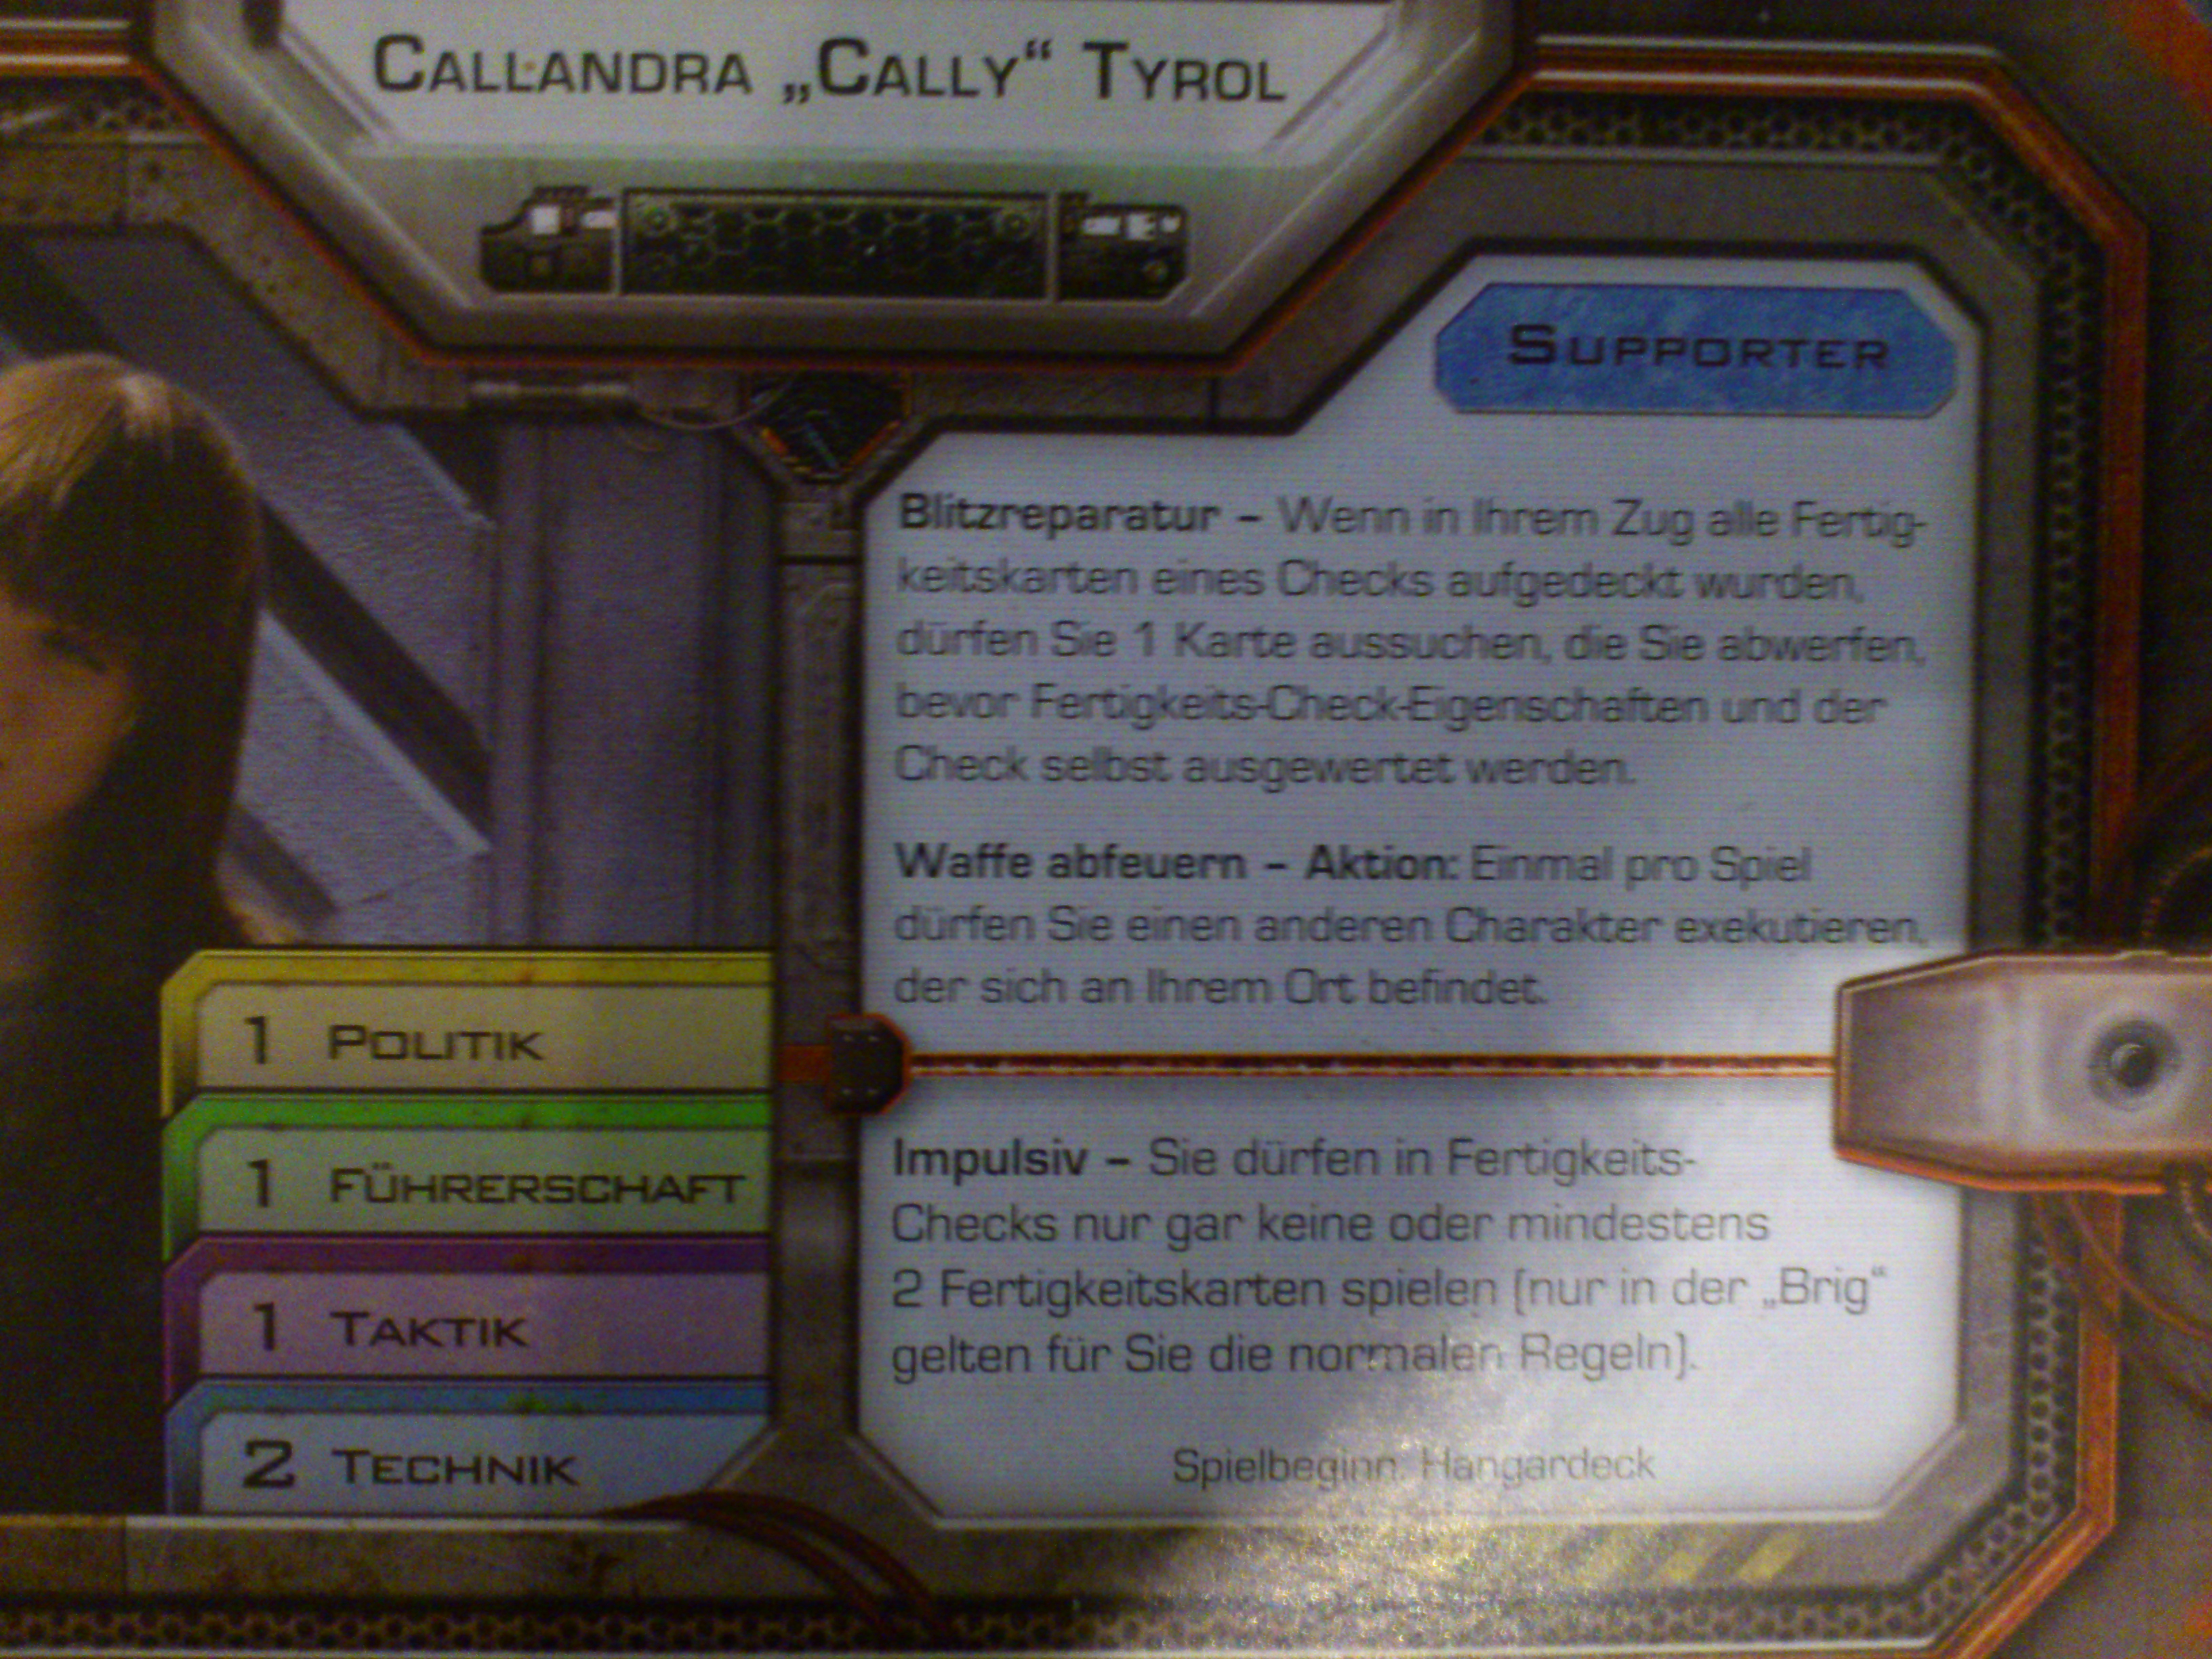 CALLANDRA „CALLY“ TYROL
SUPPORTER
Blitzreparatur – Wenn in Ihrem Zug alle Fertig-
keitskarten eines Checks aufgedeckt wurden,
dürfen Sie 1 Karte aussuchen, die Sie abwerfen,
bevor Fertigkeits-Check-Eigenschaften und der
Check selbst ausgewertet werden.
Waffe abfeuern – Aktion: Einmal pro Spiel
dürfen Sie einen anderen Charakter exekutieren,
der sich an Ihrem Ort befindet.
Impulsiv – Sie dürfen in Fertigkeits-
Checks nur gar keine oder mindestens
2 Fertigkeitskarten spielen (nur in der „Brig“
gelten für Sie die normalen Regeln).
Spielbeginn: Hangardeck
1 POLITIK
1 FÜHRERSCHAFT
1 TAKTIK
2 TECHNIK